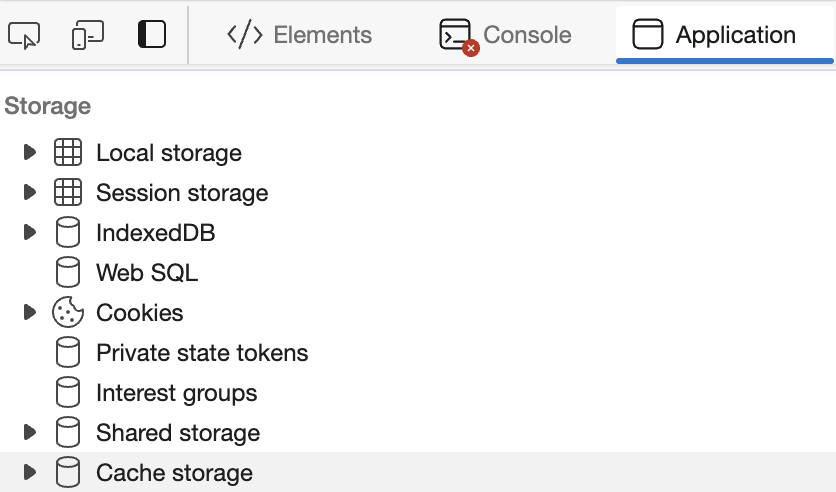 Elements Console Application
Storage
Local storage
Session storage
IndexedDB
Web SQL
Cookies
Private state tokens
Interest groups
Shared storage
Cache storage